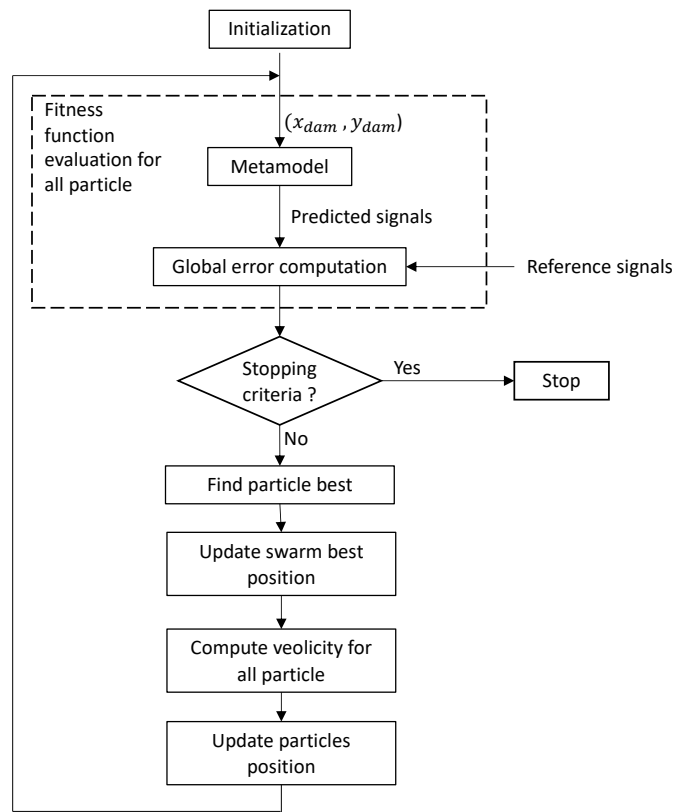 Initialization
Fitness
function
evaluation for
all particle
(x_dam , y_dam)
Metamodel
Predicted signals
Global error computation
Reference signals
Stopping
criteria ?
Yes
Stop
No
Find particle best
Update swarm best
position
Compute veolicity for
all particle
Update particles
position